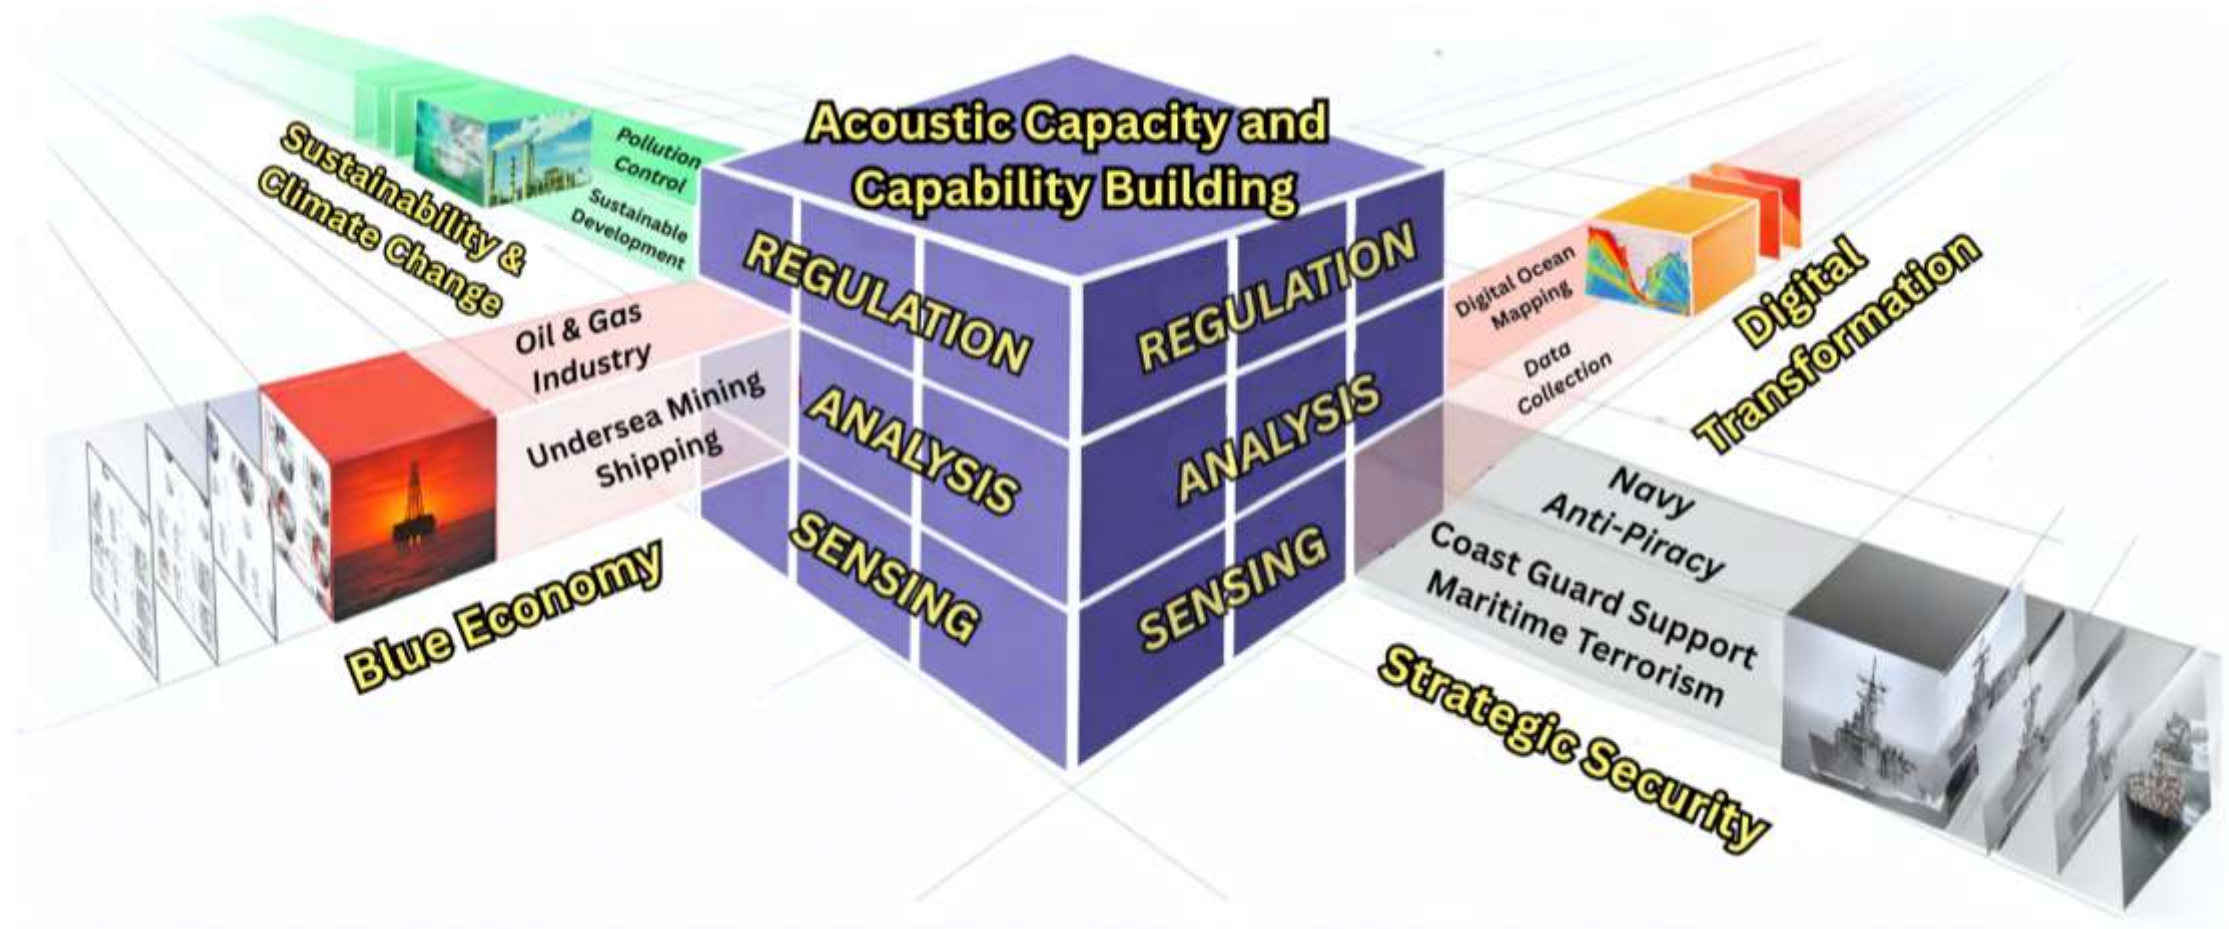 Acoustic Capacity and
Capability Building
REGULATION
ANALYSIS
SENSING
REGULATION
ANALYSIS
SENSING
Pollution
Control
Sustainable
Development
Sustainability &
Climate Change
Oil & Gas
Industry
Undersea Mining
Shipping
Blue Economy
Digital Ocean
Mapping
Data
Collection
Digital
Transformation
Navy
Anti-Piracy
Coast Guard Support
Maritime Terrorism
Strategic Security